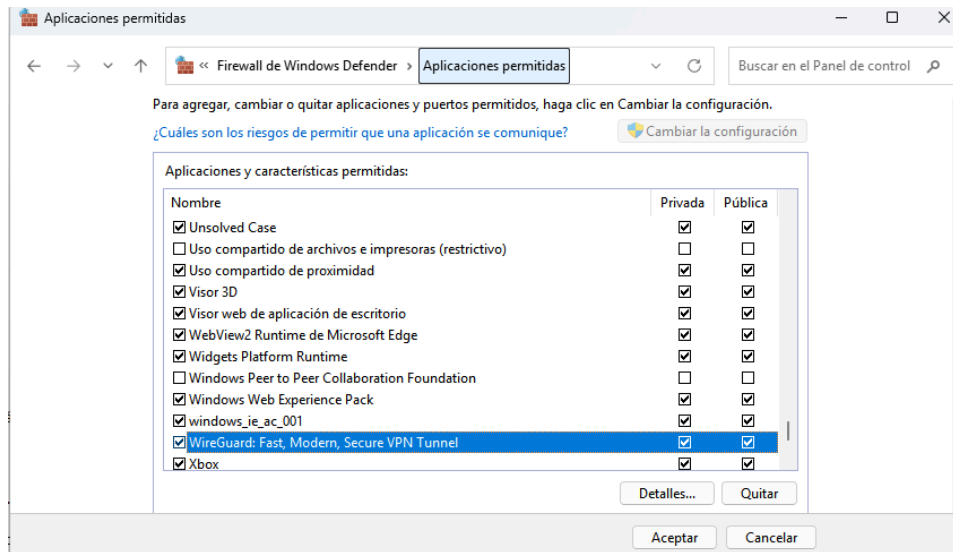 Aplicaciones permitidas
« Firewall de Windows Defender > Aplicaciones permitidas
Buscar en el Panel de control
Para agregar, cambiar o quitar aplicaciones y puertos permitidos, haga clic en Cambiar la configuración.
¿Cuáles son los riesgos de permitir que una aplicación se comunique?
Cambiar la configuración
Aplicaciones y características permitidas:
Nombre Privada Pública
Unsolved Case
Uso compartido de archivos e impresoras (restrictivo)
Uso compartido de proximidad
Visor 3D
Visor web de aplicación de escritorio
WebView2 Runtime de Microsoft Edge
Widgets Platform Runtime
Windows Peer to Peer Collaboration Foundation
Windows Web Experience Pack
windows_ie_ac_001
WireGuard: Fast, Modern, Secure VPN Tunnel
Xbox
Detalles... Quitar
Aceptar Cancelar